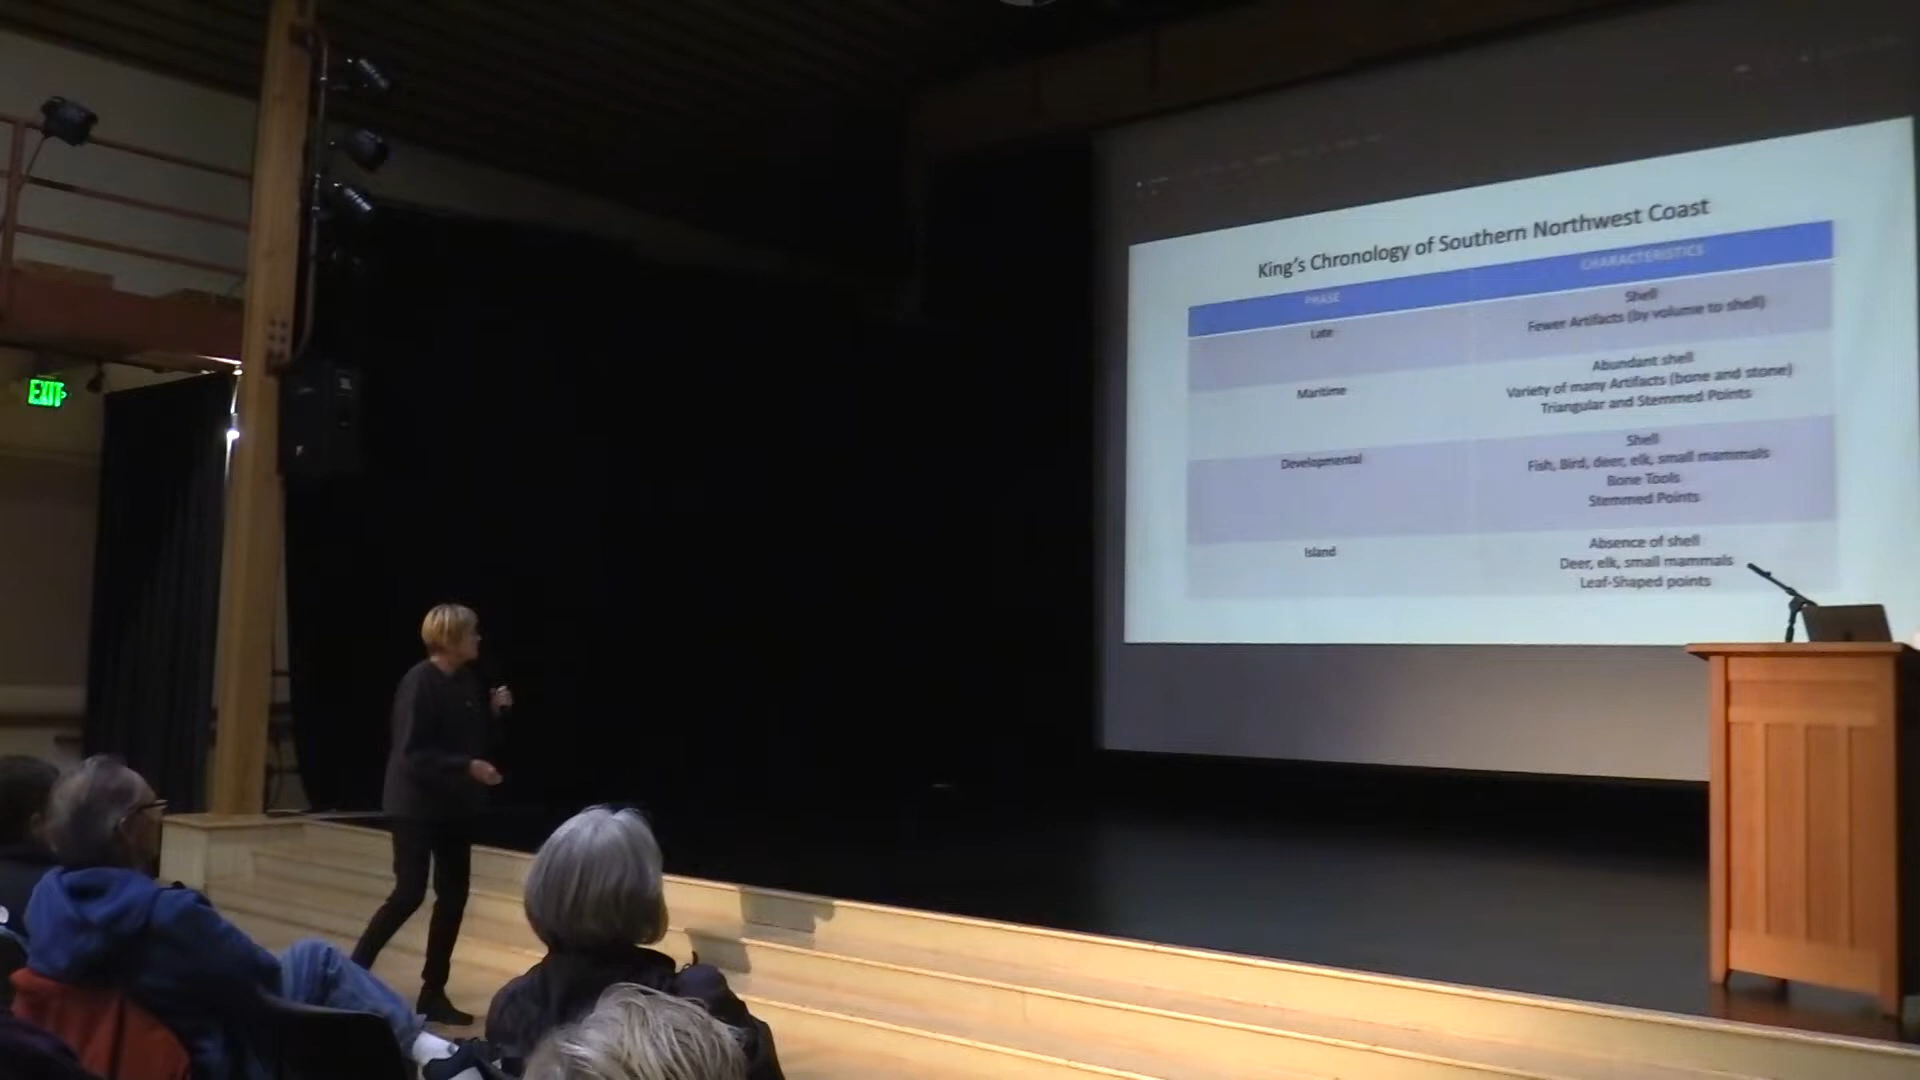 King's Chronology of Southern Northwest Coast
PHASE
CHARACTERISTICS
Late
Shell
Fewer Artifacts (by volume to shell)
Maritime
Abundant shell
Variety of many Artifacts (bone and stone)
Triangular and Stemmed Points
Developmental
Shell
Fish, Bird, deer, elk, small mammals
Bone Tools
Stemmed Points
Island
Absence of shell
Deer, elk, small mammals
Leaf-Shaped points
EXIT